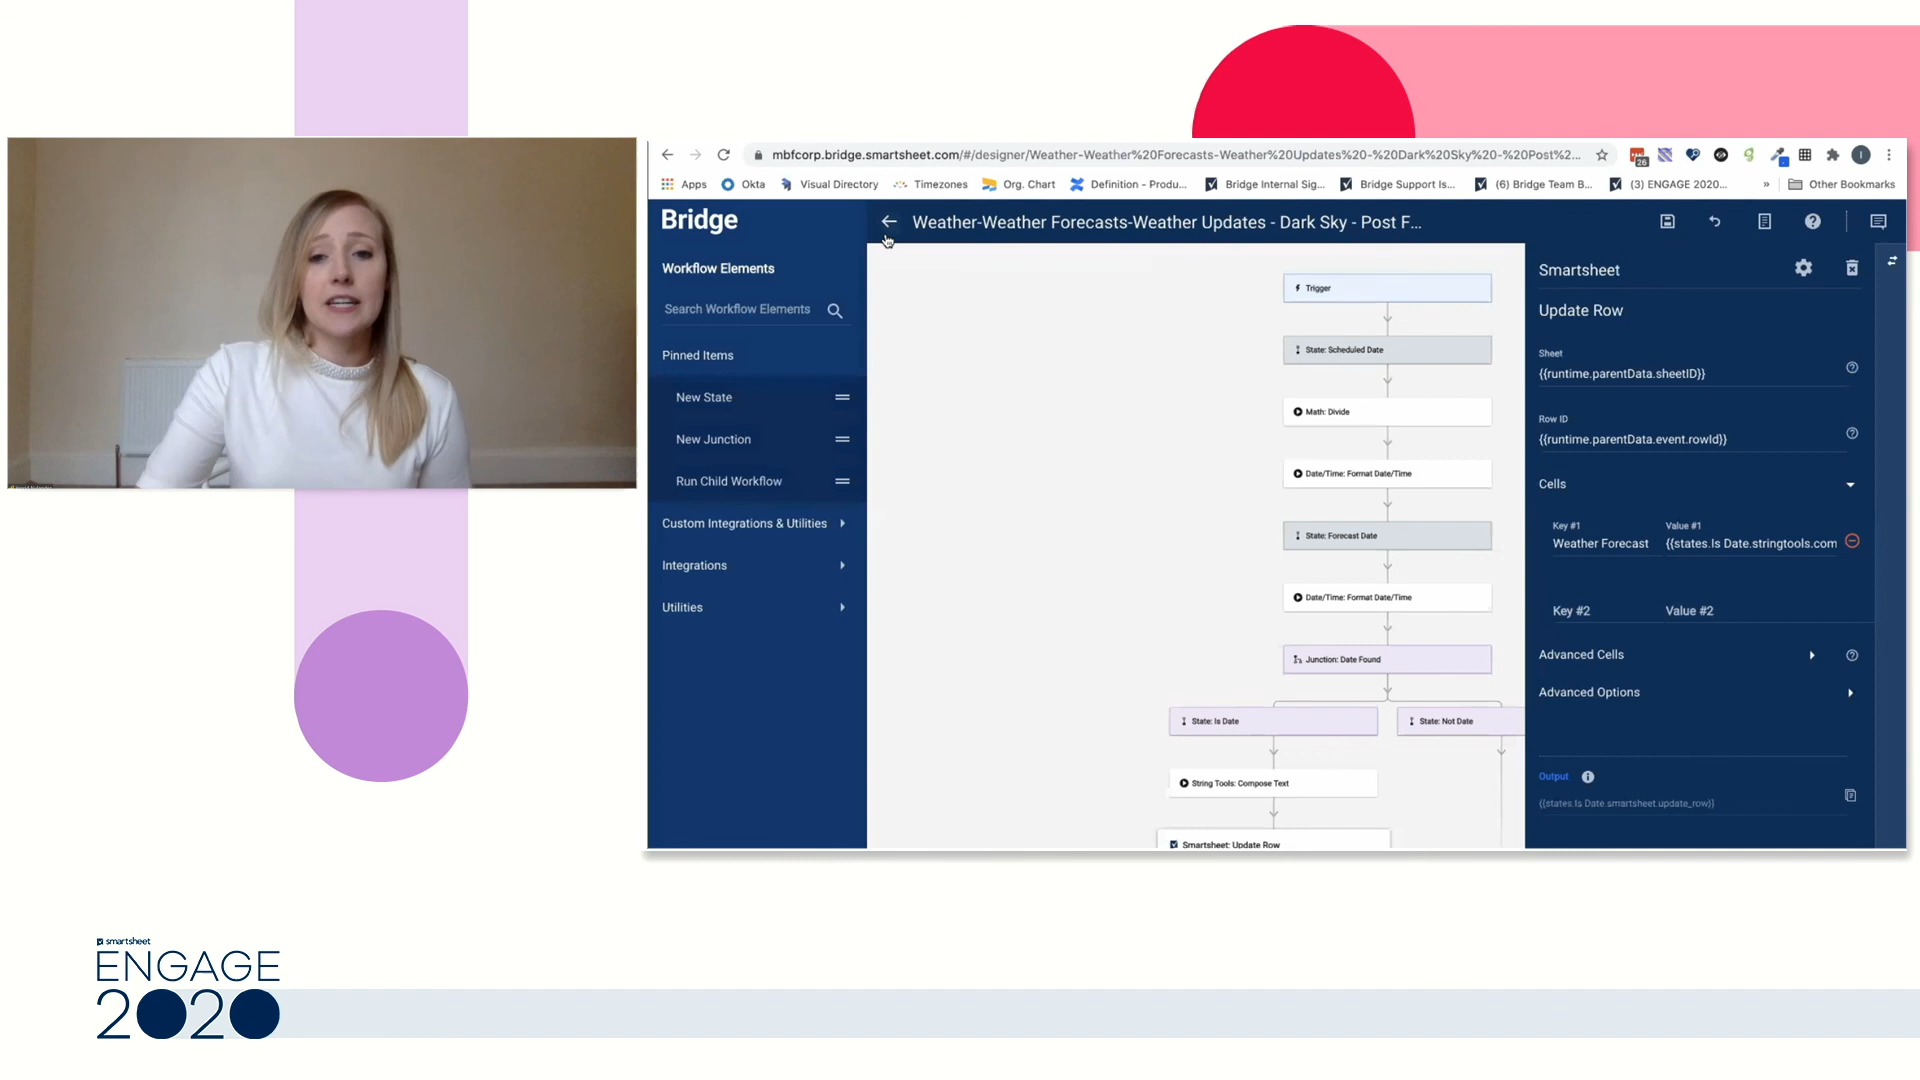 mbfcorp.bridge.smartsheet.com/#/designer/Weather-Weather%20Forecasts-Weather%20Updates%20-%20Dark%20Sky%20-%20Post%2...
26
I
Apps
Okta
Visual Directory
Timezones
Org. Chart
Definition - Produ...
Bridge Internal Sig...
Bridge Support Is...
(6) Bridge Team B...
(3) ENGAGE 2020...
»
Other Bookmarks
Bridge
Weather-Weather Forecasts-Weather Updates - Dark Sky - Post F...
Workflow Elements
Search Workflow Elements
Pinned Items
New State
New Junction
Run Child Workflow
Custom Integrations & Utilities
Integrations
Utilities
Trigger
State: Scheduled Date
Math: Divide
Date/Time: Format Date/Time
State: Forecast Date
Date/Time: Format Date/Time
Junction: Date Found
State: Is Date
State: Not Date
String Tools: Compose Text
Smartsheet: Update Row
Smartsheet
Update Row
Sheet
{{runtime.parentData.sheetID}}
Row ID
{{runtime.parentData.event.rowId}}
Cells
Key #1
Value #1
Weather Forecast
{{states.Is Date.stringtools.com
Key #2
Value #2
Advanced Cells
Advanced Options
Output
{{states.Is Date.smartsheet.update_row}}
smartsheet
ENGAGE
2020